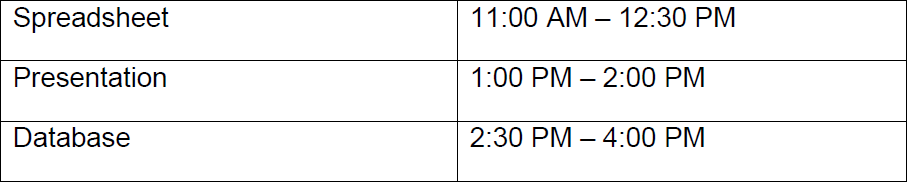 Spreadsheet 11:00 AM – 12:30 PM
Presentation 1:00 PM – 2:00 PM
Database 2:30 PM – 4:00 PM